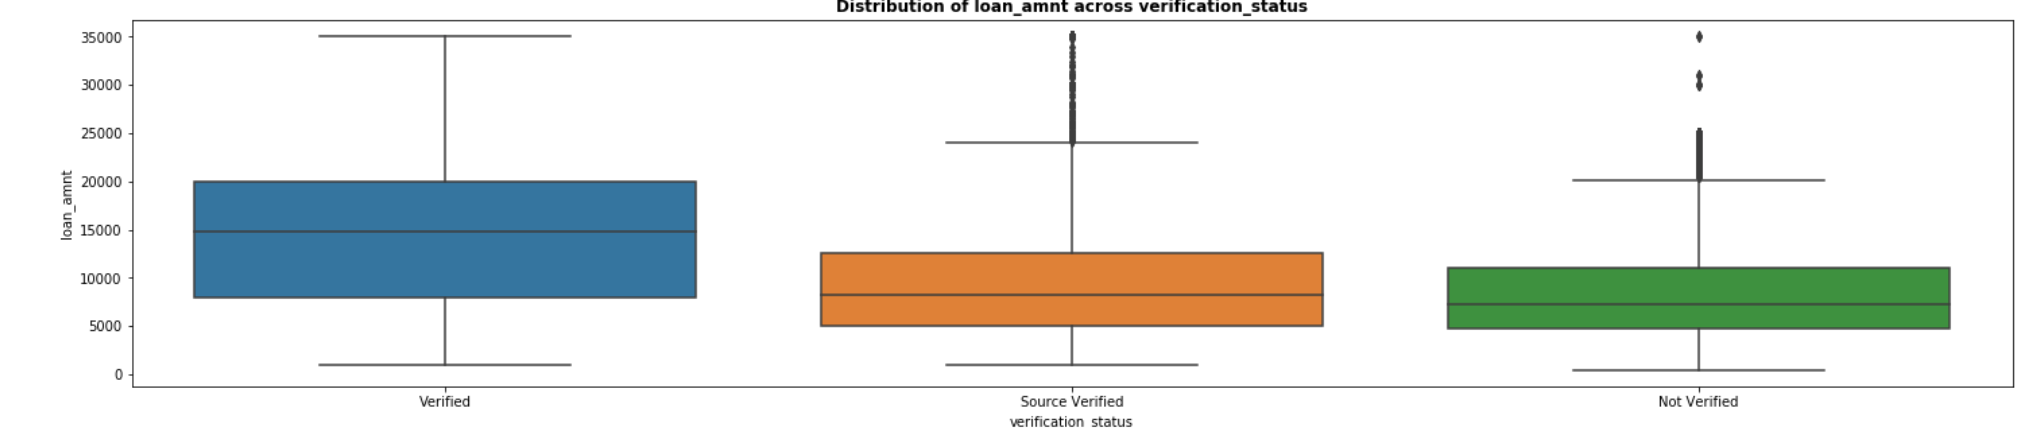 Distribution of loan_amnt across verification_status
35000
30000
25000
20000
15000
10000
5000
0
loan_amnt
Verified Source Verified Not Verified
verification_status